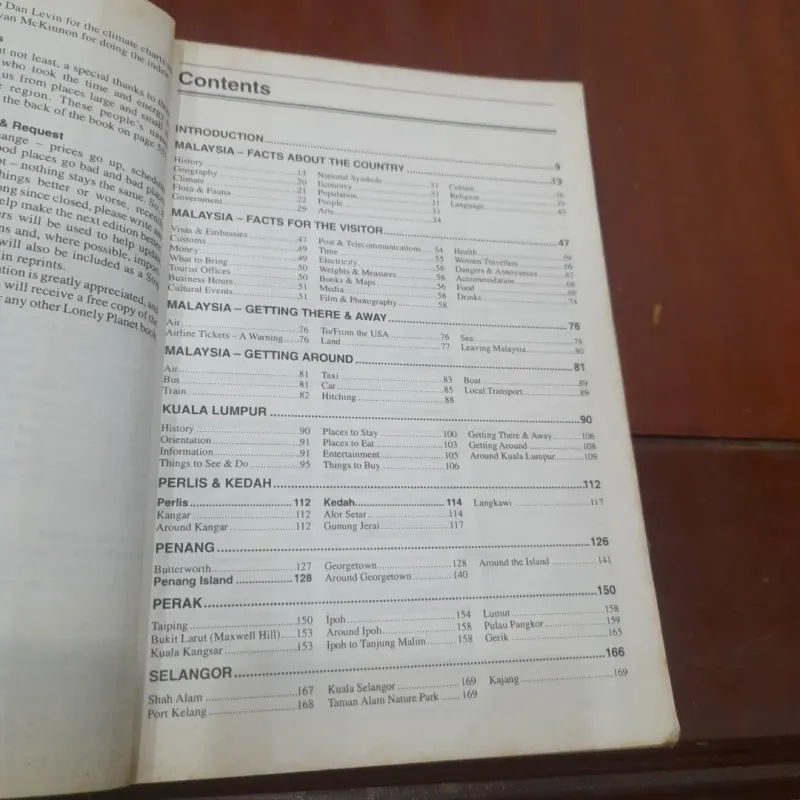 Dan Levin for the climate charts
van McKinnon for doing the index
t not least, a special thanks to
who took the time and energy
us from places large and small
region. These people's names
the back of the book on page
& Request
ange – prices go up, schedules
ood places go bad and bad places
pt – nothing stays the same. So
hings better or worse, recently
ong since closed, please write and
elp make the next edition better
ers will be used to help update
ns and, where possible, important
will also be included as a Stop
in reprints.
ation is greatly appreciated, and
will receive a free copy of the
any other Lonely Planet book
Contents
INTRODUCTION 9
MALAYSIA – FACTS ABOUT THE COUNTRY 13
History 13 National Symbols 31 Culture
Geography 20 Economy 31 Religion
Climate 21 Population 31 Language
Flora & Fauna 22 People
Government 29 Arts 34
MALAYSIA – FACTS FOR THE VISITOR 47
Visas & Embassies 47 Post & Telecommunications 54 Health 59
Customs 49 Time 55 Women Travellers 66
Money 49 Electricity 56 Dangers & Annoyances 67
What to Bring 50 Weights & Measures 56 Accommodation 68
Tourist Offices 50 Books & Maps 56 Food 69
Business Hours 51 Media 58 Drinks 74
Cultural Events 51 Film & Photography 58
MALAYSIA – GETTING THERE & AWAY 76
Air 76 To/From the USA 76 Sea 78
Airline Tickets – A Warning 76 Land 77 Leaving Malaysia 80
MALAYSIA – GETTING AROUND 81
Air 81 Taxi 83 Boat 89
Bus 81 Car 85 Local Transport 89
Train 82 Hitching 88
KUALA LUMPUR 90
History 90 Places to Stay 100 Getting There & Away 106
Orientation 91 Places to Eat 103 Getting Around 108
Information 91 Entertainment 105 Around Kuala Lumpur 109
Things to See & Do 95 Things to Buy 106
PERLIS & KEDAH 112
Perlis 112 Kedah 114 Langkawi 117
Kangar 112 Alor Setar 114
Around Kangar 112 Gunung Jerai 117
PENANG 126
Butterworth 127 Georgetown 128 Around the Island 141
Penang Island 128 Around Georgetown 140
PERAK 150
Taiping 150 Ipoh 154 Lumut 158
Bukit Larut (Maxwell Hill) 153 Around Ipoh 158 Pulau Pangkor 159
Kuala Kangsar 153 Ipoh to Tanjung Malim 158 Gerik 165
SELANGOR 166
Shah Alam 167 Kuala Selangor 169 Kajang 169
Port Kelang 168 Taman Alam Nature Park 169